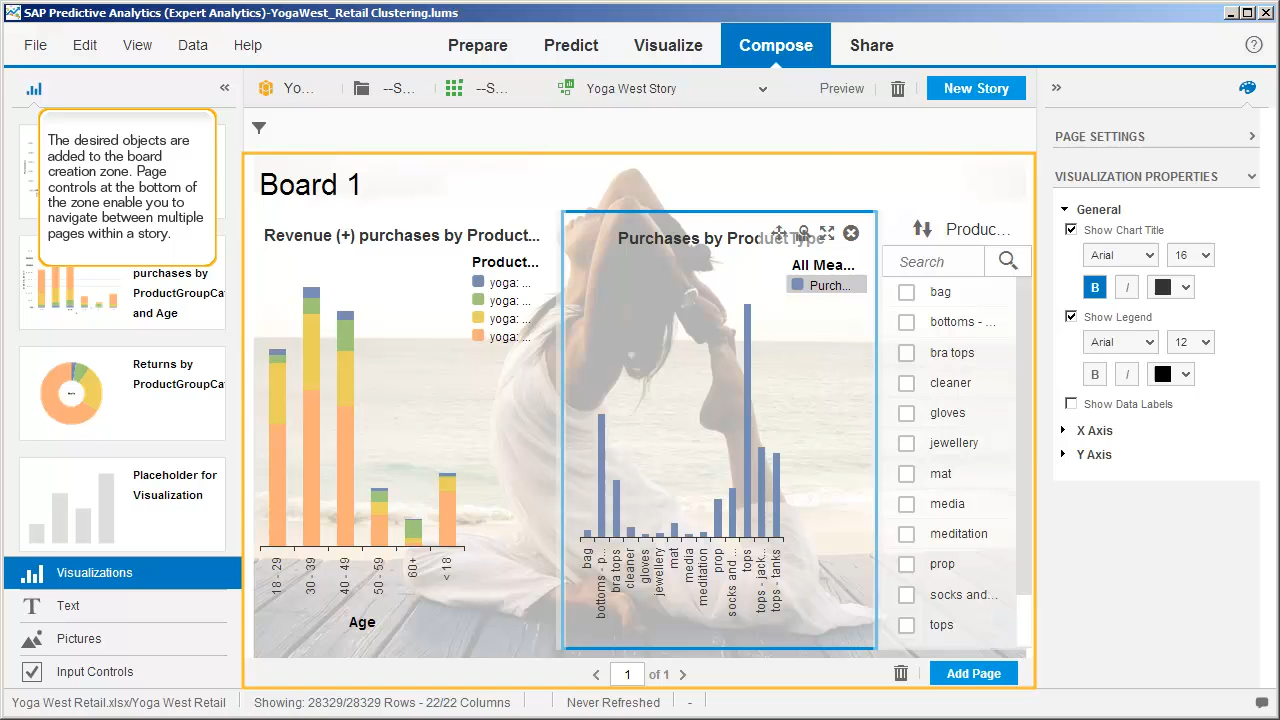 SAP Predictive Analytics (Expert Analytics)-YogaWest_Retail Clustering.lums
File Edit View Data Help
Prepare Predict Visualize Compose Share
Yo... --S... --S... Yoga West Story Preview New Story
The desired objects are
added to the board
creation zone. Page
controls at the bottom of
the zone enable you to
navigate between multiple
pages within a story.
purchases by
ProductGroupCat
and Age
Returns by
ProductGroupCat
Placeholder for
Visualization
Visualizations
Text
Pictures
Input Controls
Board 1
Revenue (+) purchases by Product...
Product...
yoga: ...
yoga: ...
yoga: ...
yoga: ...
18 - 29
30 - 39
40 - 49
50 - 59
60+
< 18
Age
Purchases by ProductType
All Mea...
Purch...
bag
bottoms - p...
bra tops
cleaner
gloves
jewellery
mat
media
meditation
prop
socks and ...
tops
tops - jack...
tops - tanks
Produc...
Search
bag
bottoms - ...
bra tops
cleaner
gloves
jewellery
mat
media
meditation
prop
socks and...
tops
1 of 1
Add Page
PAGE SETTINGS
VISUALIZATION PROPERTIES
General
Show Chart Title
Arial 16
B I
Show Legend
Arial 12
B I
Show Data Labels
X Axis
Y Axis
Yoga West Retail.xlsx/Yoga West Retail Showing: 28329/28329 Rows - 22/22 Columns Never Refreshed -